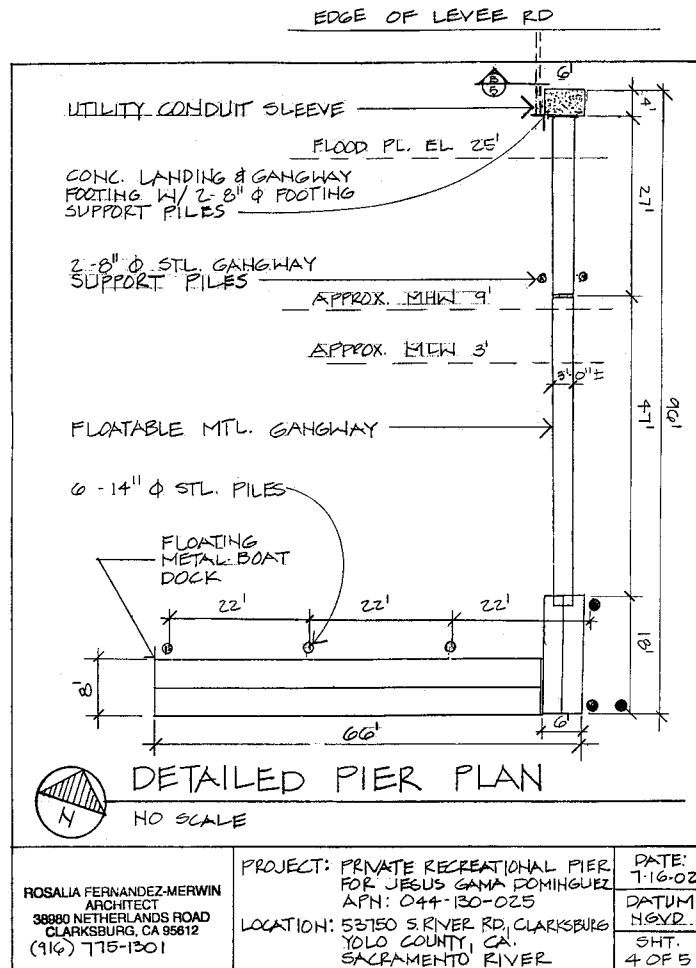 EDGE OF LEVEE RD
B
5
6'
UTILITY CONDUIT SLEEVE
4'
FLOOD PL. EL 25'
CONC. LANDING & GANGWAY
FOOTING W/ 2-8" Φ FOOTING
SUPPORT PILES
27'
2-8" Φ STL. GANGWAY
SUPPORT PILES
APPROX. MHW 9'
APPROX. MLW 3'
3'-0"±
47'
96'
FLOATABLE MTL. GANGWAY
6 -14" Φ STL. PILES
FLOATING
METAL BOAT
DOCK
22' 22' 22'
18'
8'
66'
6'
N
DETAILED PIER PLAN
NO SCALE
ROSALIA FERNANDEZ-MERWIN
ARCHITECT
38980 NETHERLANDS ROAD
CLARKSBURG, CA 95612
(916) 775-1301
PROJECT: PRIVATE RECREATIONAL PIER
FOR JESUS GAMA DOMINGUEZ
APN: 044-130-025
LOCATION: 53750 S. RIVER RD, CLARKSBURG
YOLO COUNTY, CA.
SACRAMENTO RIVER
DATE:
7-16-02
DATUM
NGVD
SHT.
4 OF 5